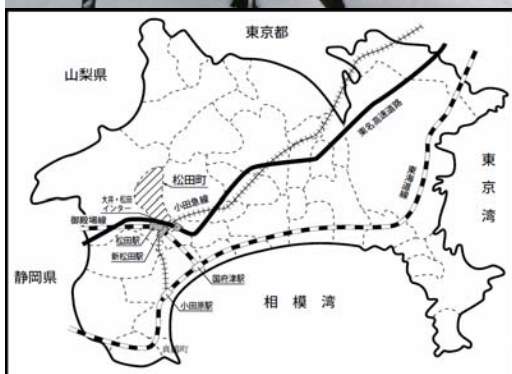 東京都
山梨県
東名高速道路
松田町
大井・松田
インター
小田急線
東海道線
東京湾
御殿場線
松田駅
新松田駅
静岡県
国府津駅
相模湾
小田原駅
真鶴町